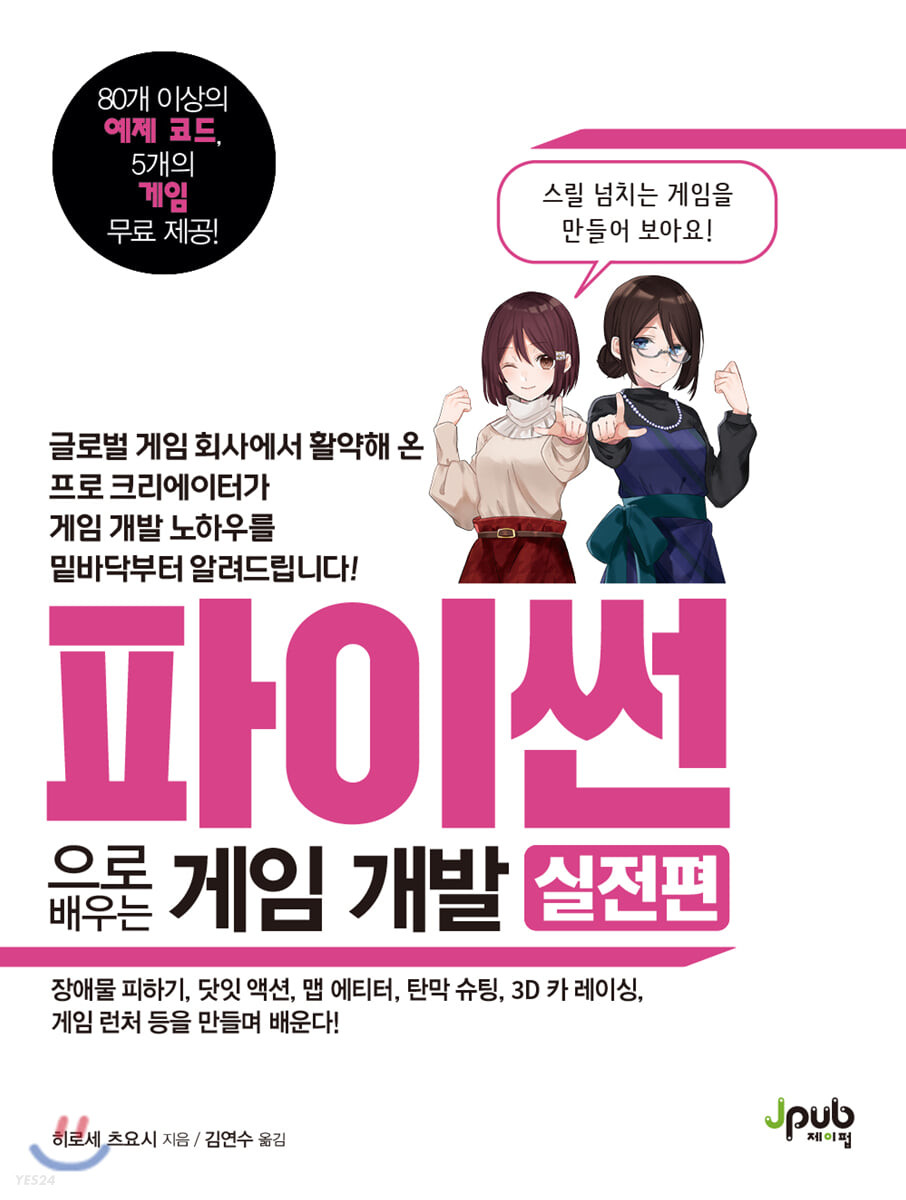 80개 이상의
예제 코드,
5개의
게임
무료 제공!
스릴 넘치는 게임을
만들어 보아요!
글로벌 게임 회사에서 활약해 온
프로 크리에이터가
게임 개발 노하우를
밑바닥부터 알려드립니다!
파이썬
으로
배우는 게임 개발 실전편
장애물 피하기, 닷잇 액션, 맵 에티터, 탄막 슈팅, 3D 카 레이싱,
게임 런처 등을 만들며 배운다!
히로세 츠요시 지음 / 김연수 옮김
Jpub
제이펍
YES24